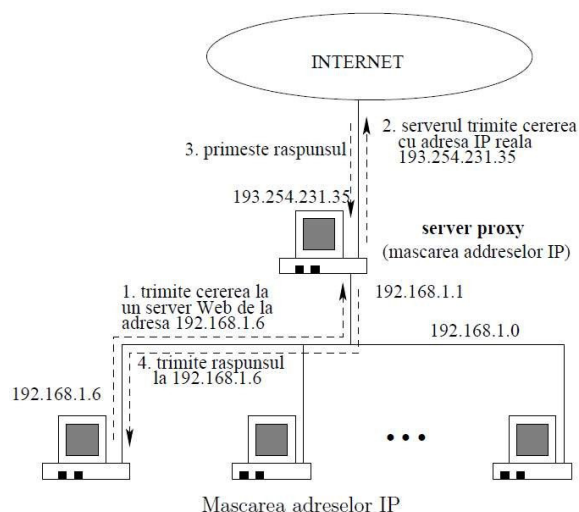 INTERNET
2. serverul trimite cererea
cu adresa IP reala
193.254.231.35
3. primeste raspunsul
193.254.231.35
server proxy
(mascarea addreselor IP)
1. trimite cererea la
un server Web de la
adresa 192.168.1.6
192.168.1.1
192.168.1.0
4. trimite raspunsul
la 192.168.1.6
192.168.1.6
Mascarea adreselor IP